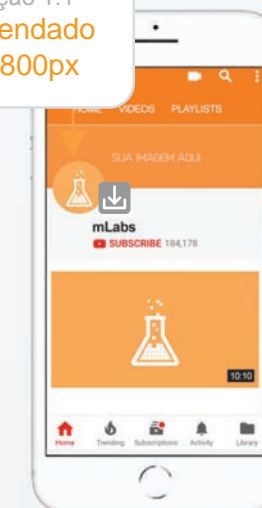 endado
800px
HOME VIDEOS PLAYLISTS
SUA IMAGEM AQUI
mLabs
SUBSCRIBE 184,178
10:10
Home Trending Subscriptions Activity Library